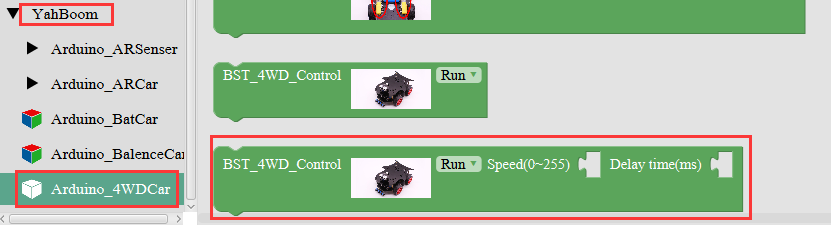 YahBoom
Arduino_ARSenser
Arduino_ARCar
Arduino_BatCar
Arduino_BalenceCar
Arduino_4WDCar
BST_4WD_Control Run
BST_4WD_Control Run Speed(0~255) Delay time(ms)